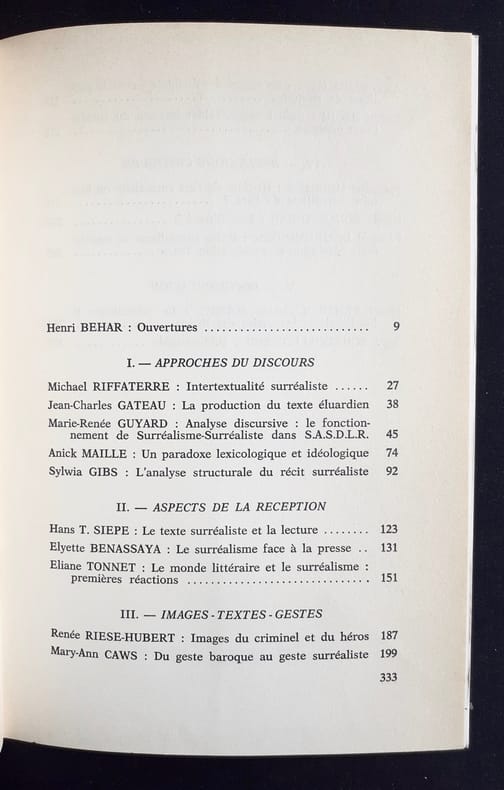 Henri BEHAR : Ouvertures ............................ 9
I. — APPROCHES DU DISCOURS
Michael RIFFATERRE : Intertextualité surréaliste ...... 27
Jean-Charles GATEAU : La production du texte éluardien 38
Marie-Renée GUYARD : Analyse discursive : le fonction-
nement de Surréalisme-Surréaliste dans S.A.S.D.L.R. 45
Anick MAILLE : Un paradoxe lexicologique et idéologique 74
Sylwia GIBS : L'analyse structurale du récit surréaliste 92
II. — ASPECTS DE LA RECEPTION
Hans T. SIEPE : Le texte surréaliste et la lecture ........ 123
Elyette BENASSAYA : Le surréalisme face à la presse .. 131
Eliane TONNET : Le monde littéraire et le surréalisme :
premières réactions ............................... 151
III. — IMAGES - TEXTES - GESTES
Renée RIESE-HUBERT : Images du criminel et du héros 187
Mary-Ann CAWS : Du geste baroque au geste surréaliste 199
333